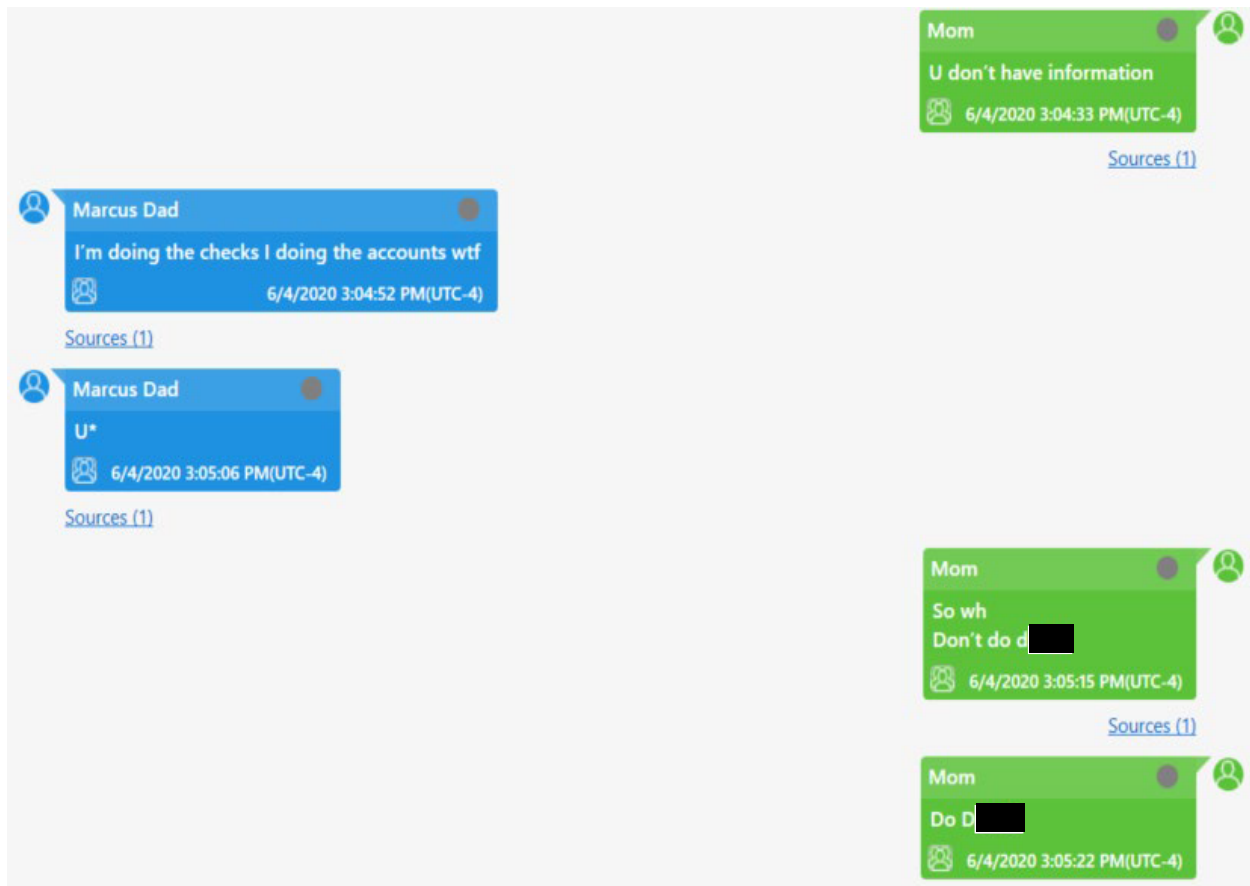 Mom
U don't have information
6/4/2020 3:04:33 PM(UTC-4)
Sources (1)
Marcus Dad
I'm doing the checks I doing the accounts wtf
6/4/2020 3:04:52 PM(UTC-4)
Sources (1)
Marcus Dad
U*
6/4/2020 3:05:06 PM(UTC-4)
Sources (1)
Mom
So wh
Don't do d
6/4/2020 3:05:15 PM(UTC-4)
Sources (1)
Mom
Do D
6/4/2020 3:05:22 PM(UTC-4)